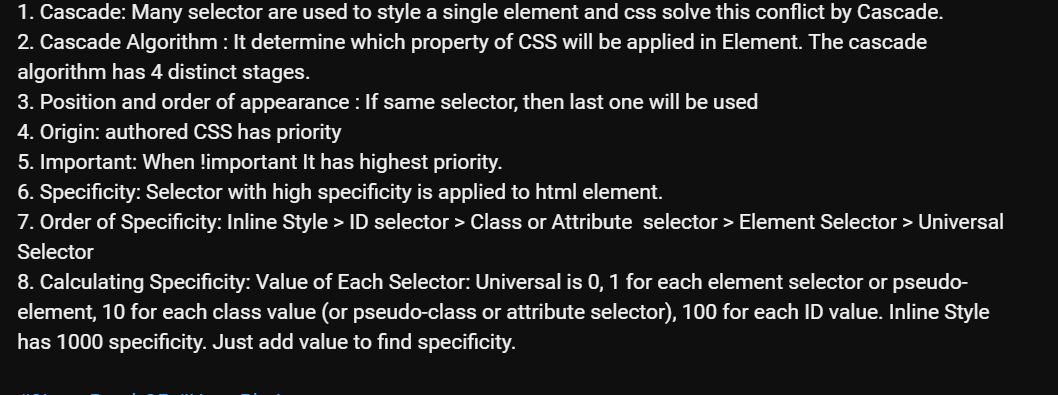 1. Cascade: Many selector are used to style a single element and css solve this conflict by Cascade.
2. Cascade Algorithm : It determine which property of CSS will be applied in Element. The cascade
algorithm has 4 distinct stages.
3. Position and order of appearance : If same selector, then last one will be used
4. Origin: authored CSS has priority
5. Important: When !important It has highest priority.
6. Specificity: Selector with high specificity is applied to html element.
7. Order of Specificity: Inline Style > ID selector > Class or Attribute  selector > Element Selector > Universal
Selector
8. Calculating Specificity: Value of Each Selector: Universal is 0, 1 for each element selector or pseudo-
element, 10 for each class value (or pseudo-class or attribute selector), 100 for each ID value. Inline Style
has 1000 specificity. Just add value to find specificity.